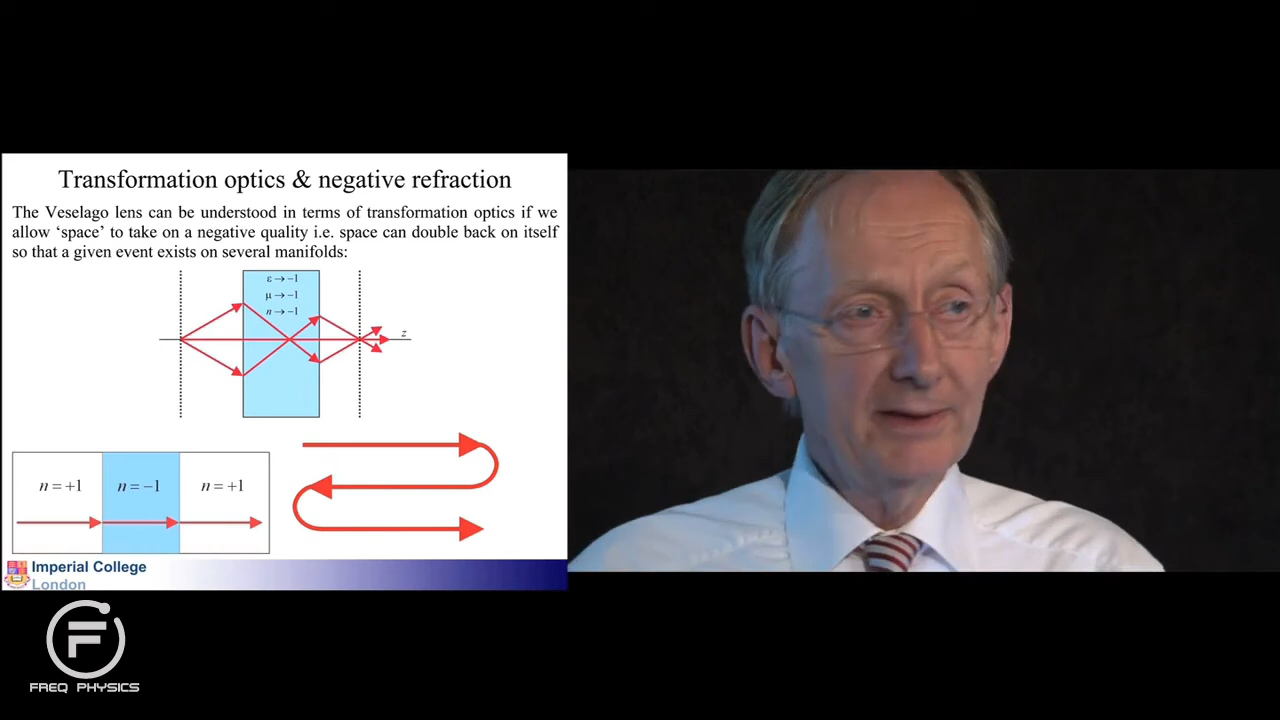 Transformation optics & negative refraction
The Veselago lens can be understood in terms of transformation optics if we
allow ‘space’ to take on a negative quality i.e. space can double back on itself
so that a given event exists on several manifolds:
ε → −1
μ → −1
n → −1
z
n = +1 n = −1 n = +1
Imperial College
London
F
FREQ PHYSICS